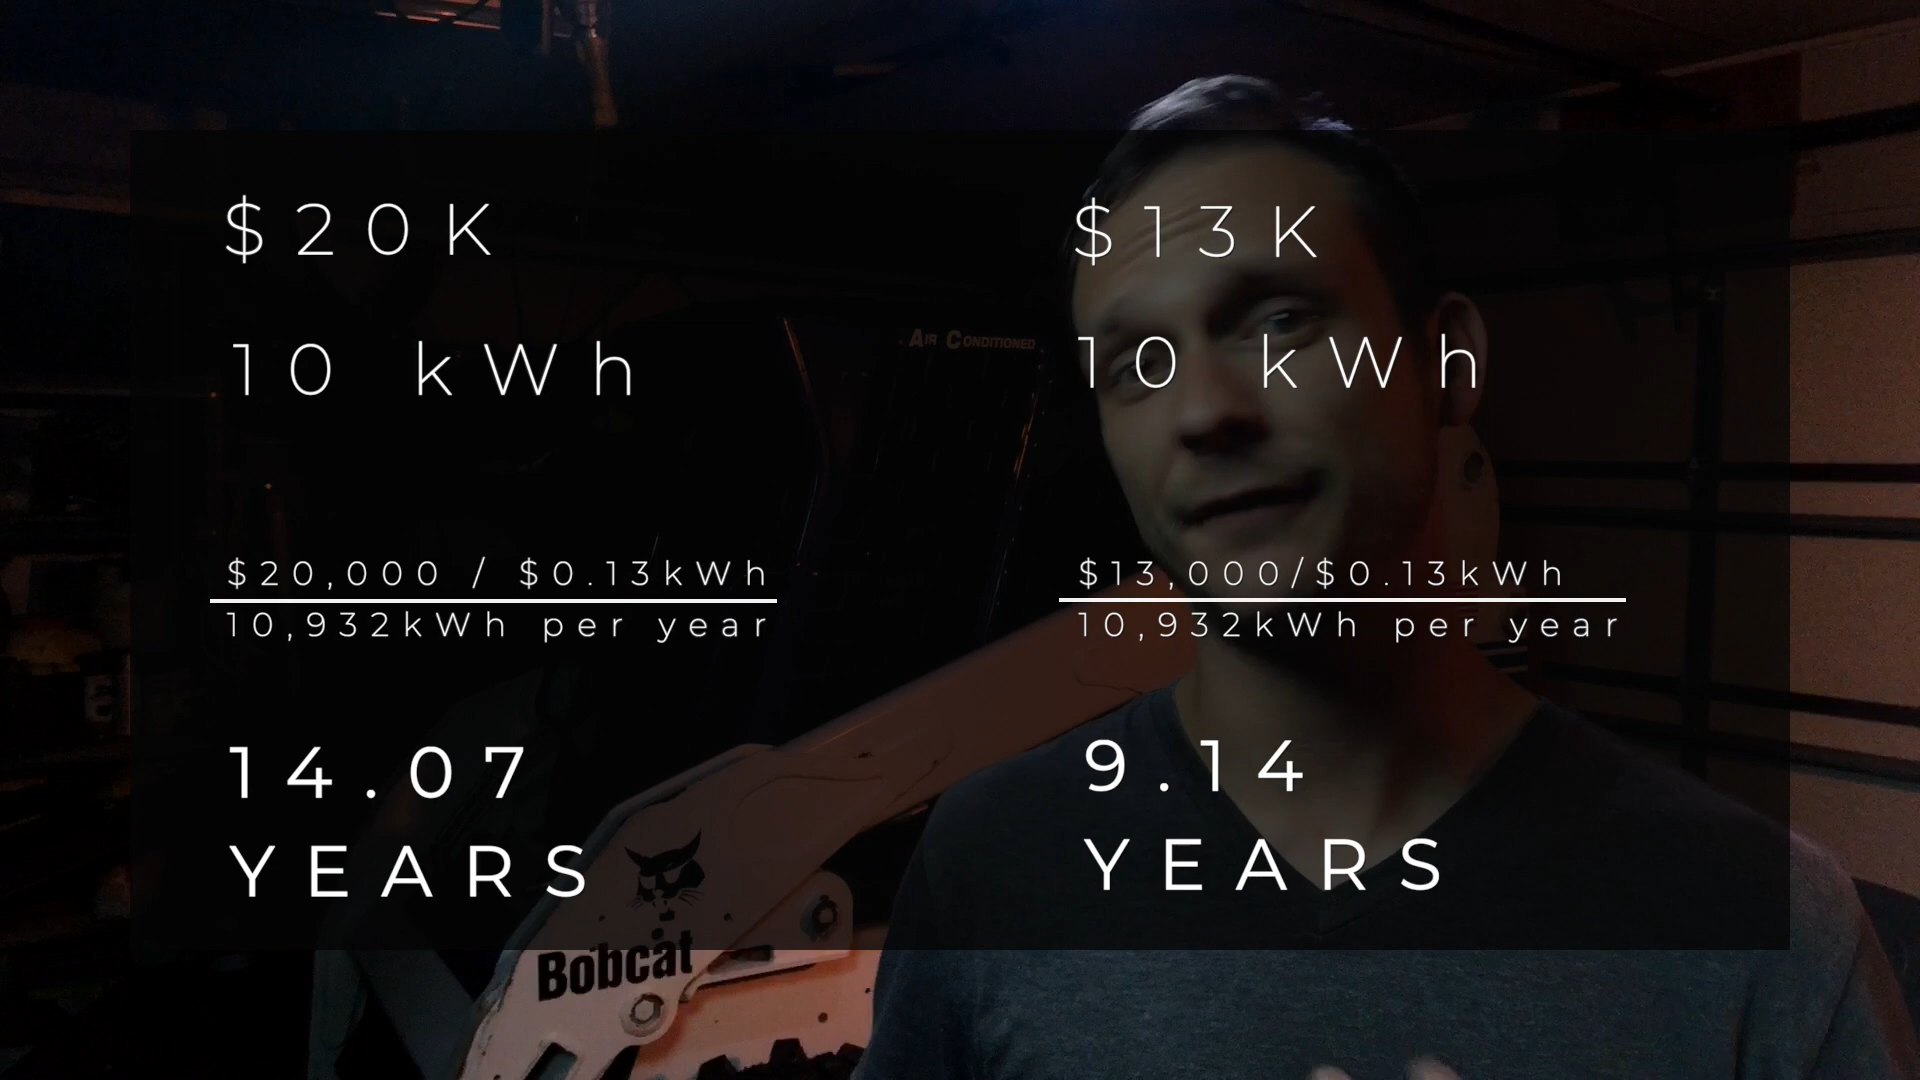 $20K
10 kWh
$20,000 / $0.13kWh
10,932kWh per year
14.07
YEARS
$13K
10 kWh
$13,000/$0.13kWh
10,932kWh per year
9.14
YEARS
AIR CONDITIONED
Bobcat